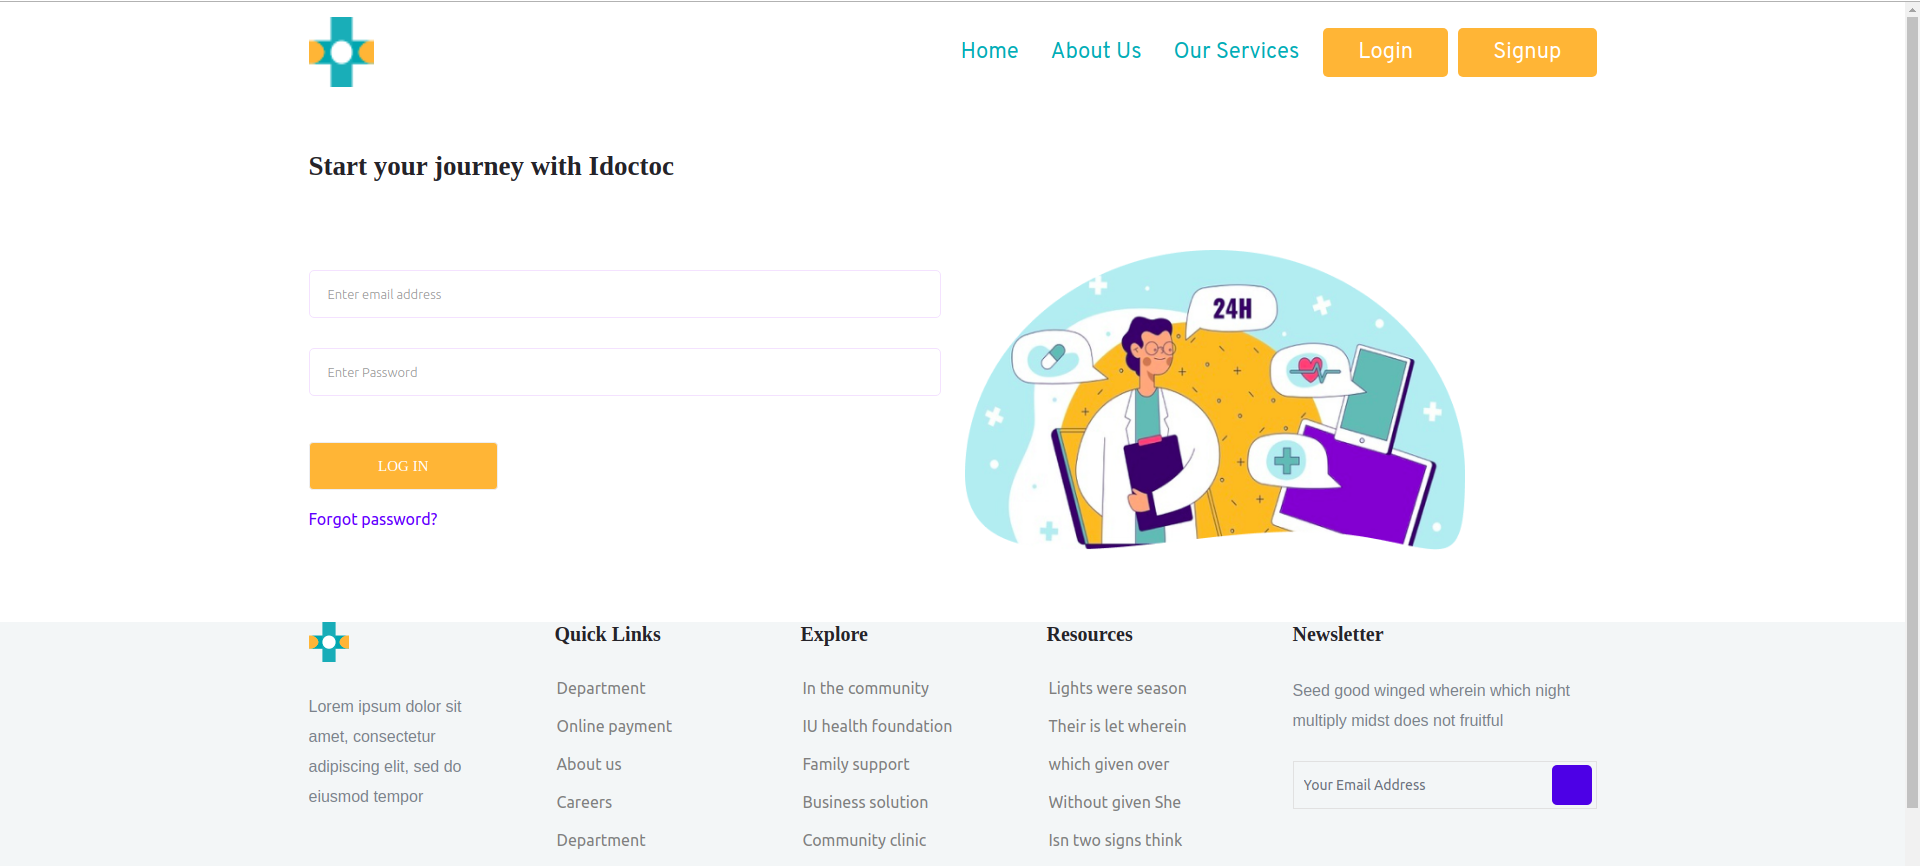 Home About Us Our Services Login Signup
Start your journey with Idoctoc
Enter email address
Enter Password
LOG IN
Forgot password?
24H
Lorem ipsum dolor sit
amet, consectetur
adipiscing elit, sed do
eiusmod tempor
Quick Links
Department
Online payment
About us
Careers
Department
Explore
In the community
IU health foundation
Family support
Business solution
Community clinic
Resources
Lights were season
Their is let wherein
which given over
Without given She
Isn two signs think
Newsletter
Seed good winged wherein which night
multiply midst does not fruitful
Your Email Address